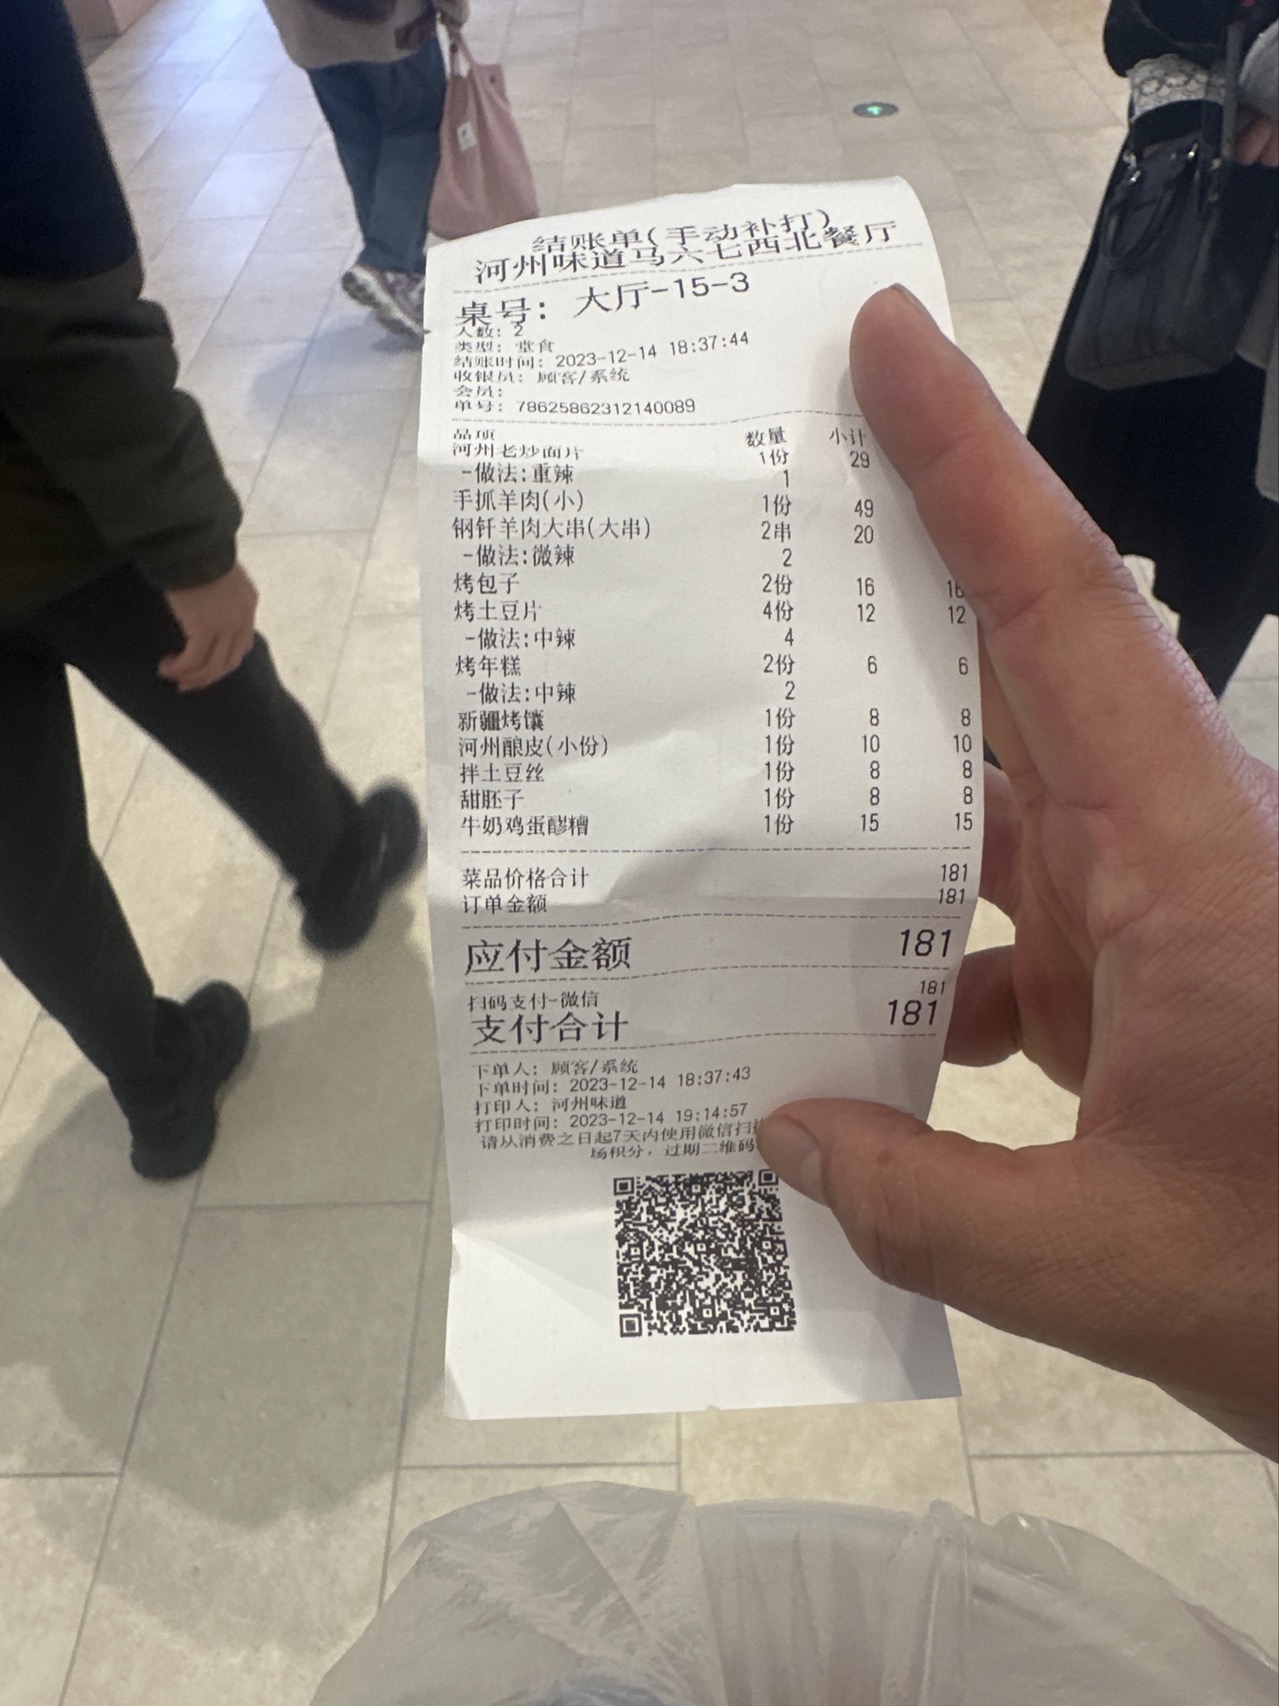 结账单(手动补打)
河州味道马六七西北餐厅
桌号: 大厅-15-3
人数: 2
类型: 堂食
结账时间: 2023-12-14 18:37:44
收银员: 顾客/系统
会员:
单号: 78625862312140089
品项 数量 小计
河州老炒面片 1份 29
-做法:重辣 1
手抓羊肉(小) 1份 49
钢钎羊肉大串(大串) 2串 20
-做法:微辣 2
烤包子 2份 16 16
烤土豆片 4份 12 12
-做法:中辣 4
烤年糕 2份 6 6
-做法:中辣 2
新疆烤馕 1份 8 8
河州酿皮(小份) 1份 10 10
拌土豆丝 1份 8 8
甜胚子 1份 8 8
牛奶鸡蛋醪糟 1份 15 15
菜品价格合计 181
订单金额 181
应付金额 181
扫码支付-微信 181
支付合计 181
下单人: 顾客/系统
下单时间: 2023-12-14 18:37:43
打印人: 河州味道
打印时间: 2023-12-14 19:14:57
请从消费之日起7天内使用微信扫
场积分，过期二维码